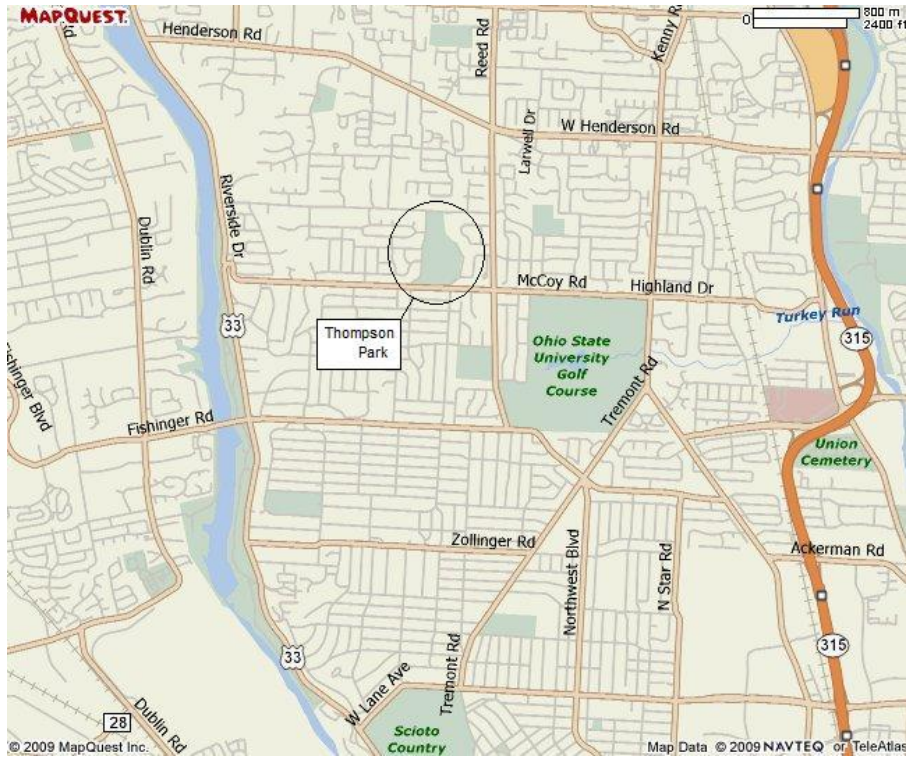 MAPQUEST.
Rd
Henderson Rd
Reed Rd
Kenny R
0
800 m
2400 ft
W Henderson Rd
Larwell Dr
Riverside Dr
Dublin Rd
McCoy Rd
Highland Dr
Turkey Run
33
Thompson
Park
315
Ohio State
University
Golf
Course
Tremont Rd
Fishinger Blvd
Fishinger Rd
Union
Cemetery
Zollinger Rd
Ackerman Rd
Northwest Blvd
N Star Rd
Tremont Rd
315
33
W Lane Ave
28
Dublin Rd
Scioto
Country
© 2009 MapQuest Inc.
Map Data © 2009 NAVTEQ or TeleAtlas